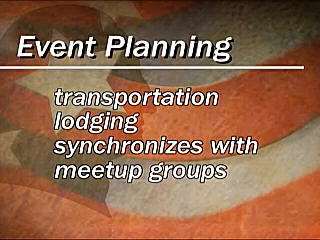 Event Planning
transportation
lodging
synchronizes with
meetup groups